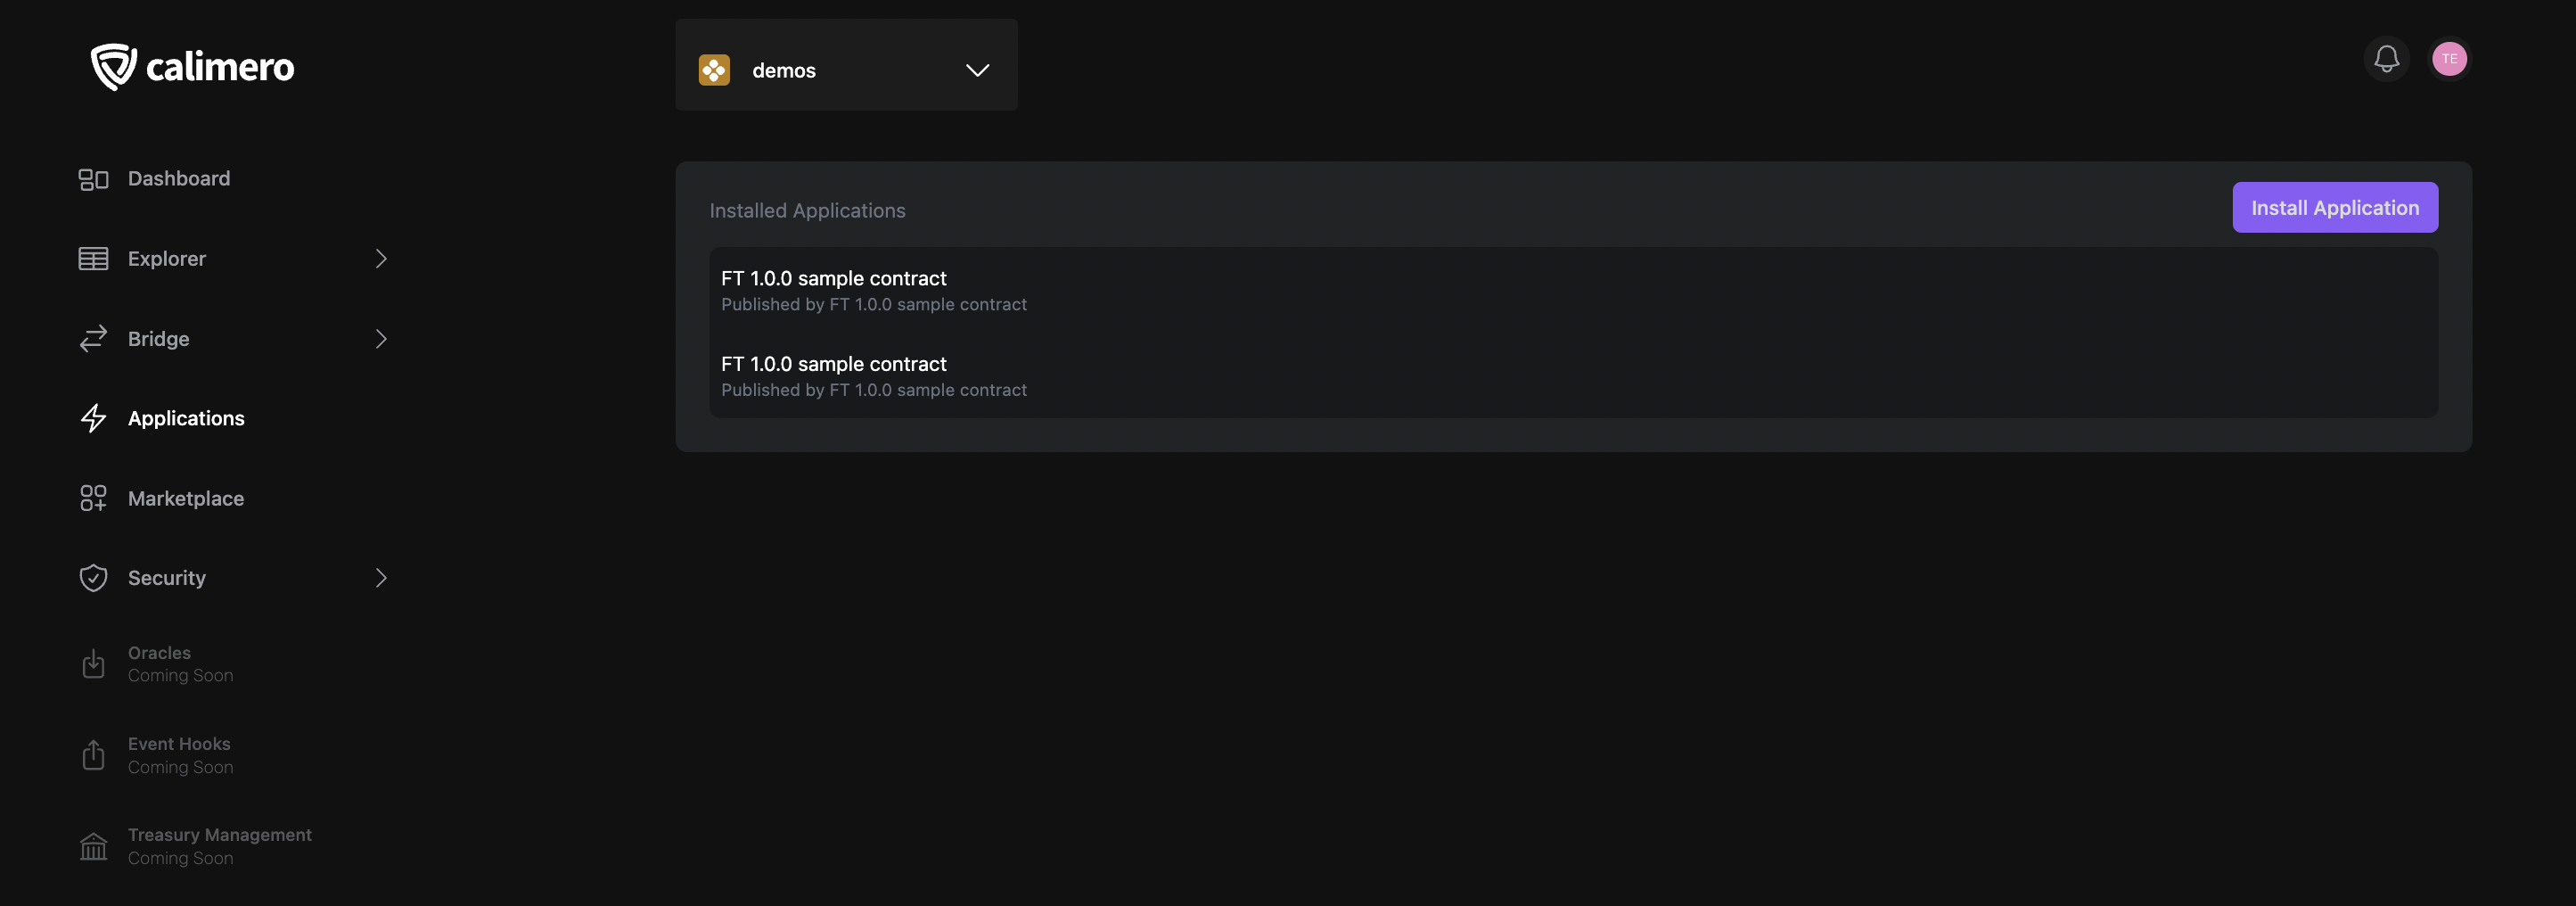 calimero
demos
TE
Dashboard
Explorer
Bridge
Applications
Marketplace
Security
Oracles
Coming Soon
Event Hooks
Coming Soon
Treasury Management
Coming Soon
Installed Applications
Install Application
FT 1.0.0 sample contract
Published by FT 1.0.0 sample contract
FT 1.0.0 sample contract
Published by FT 1.0.0 sample contract